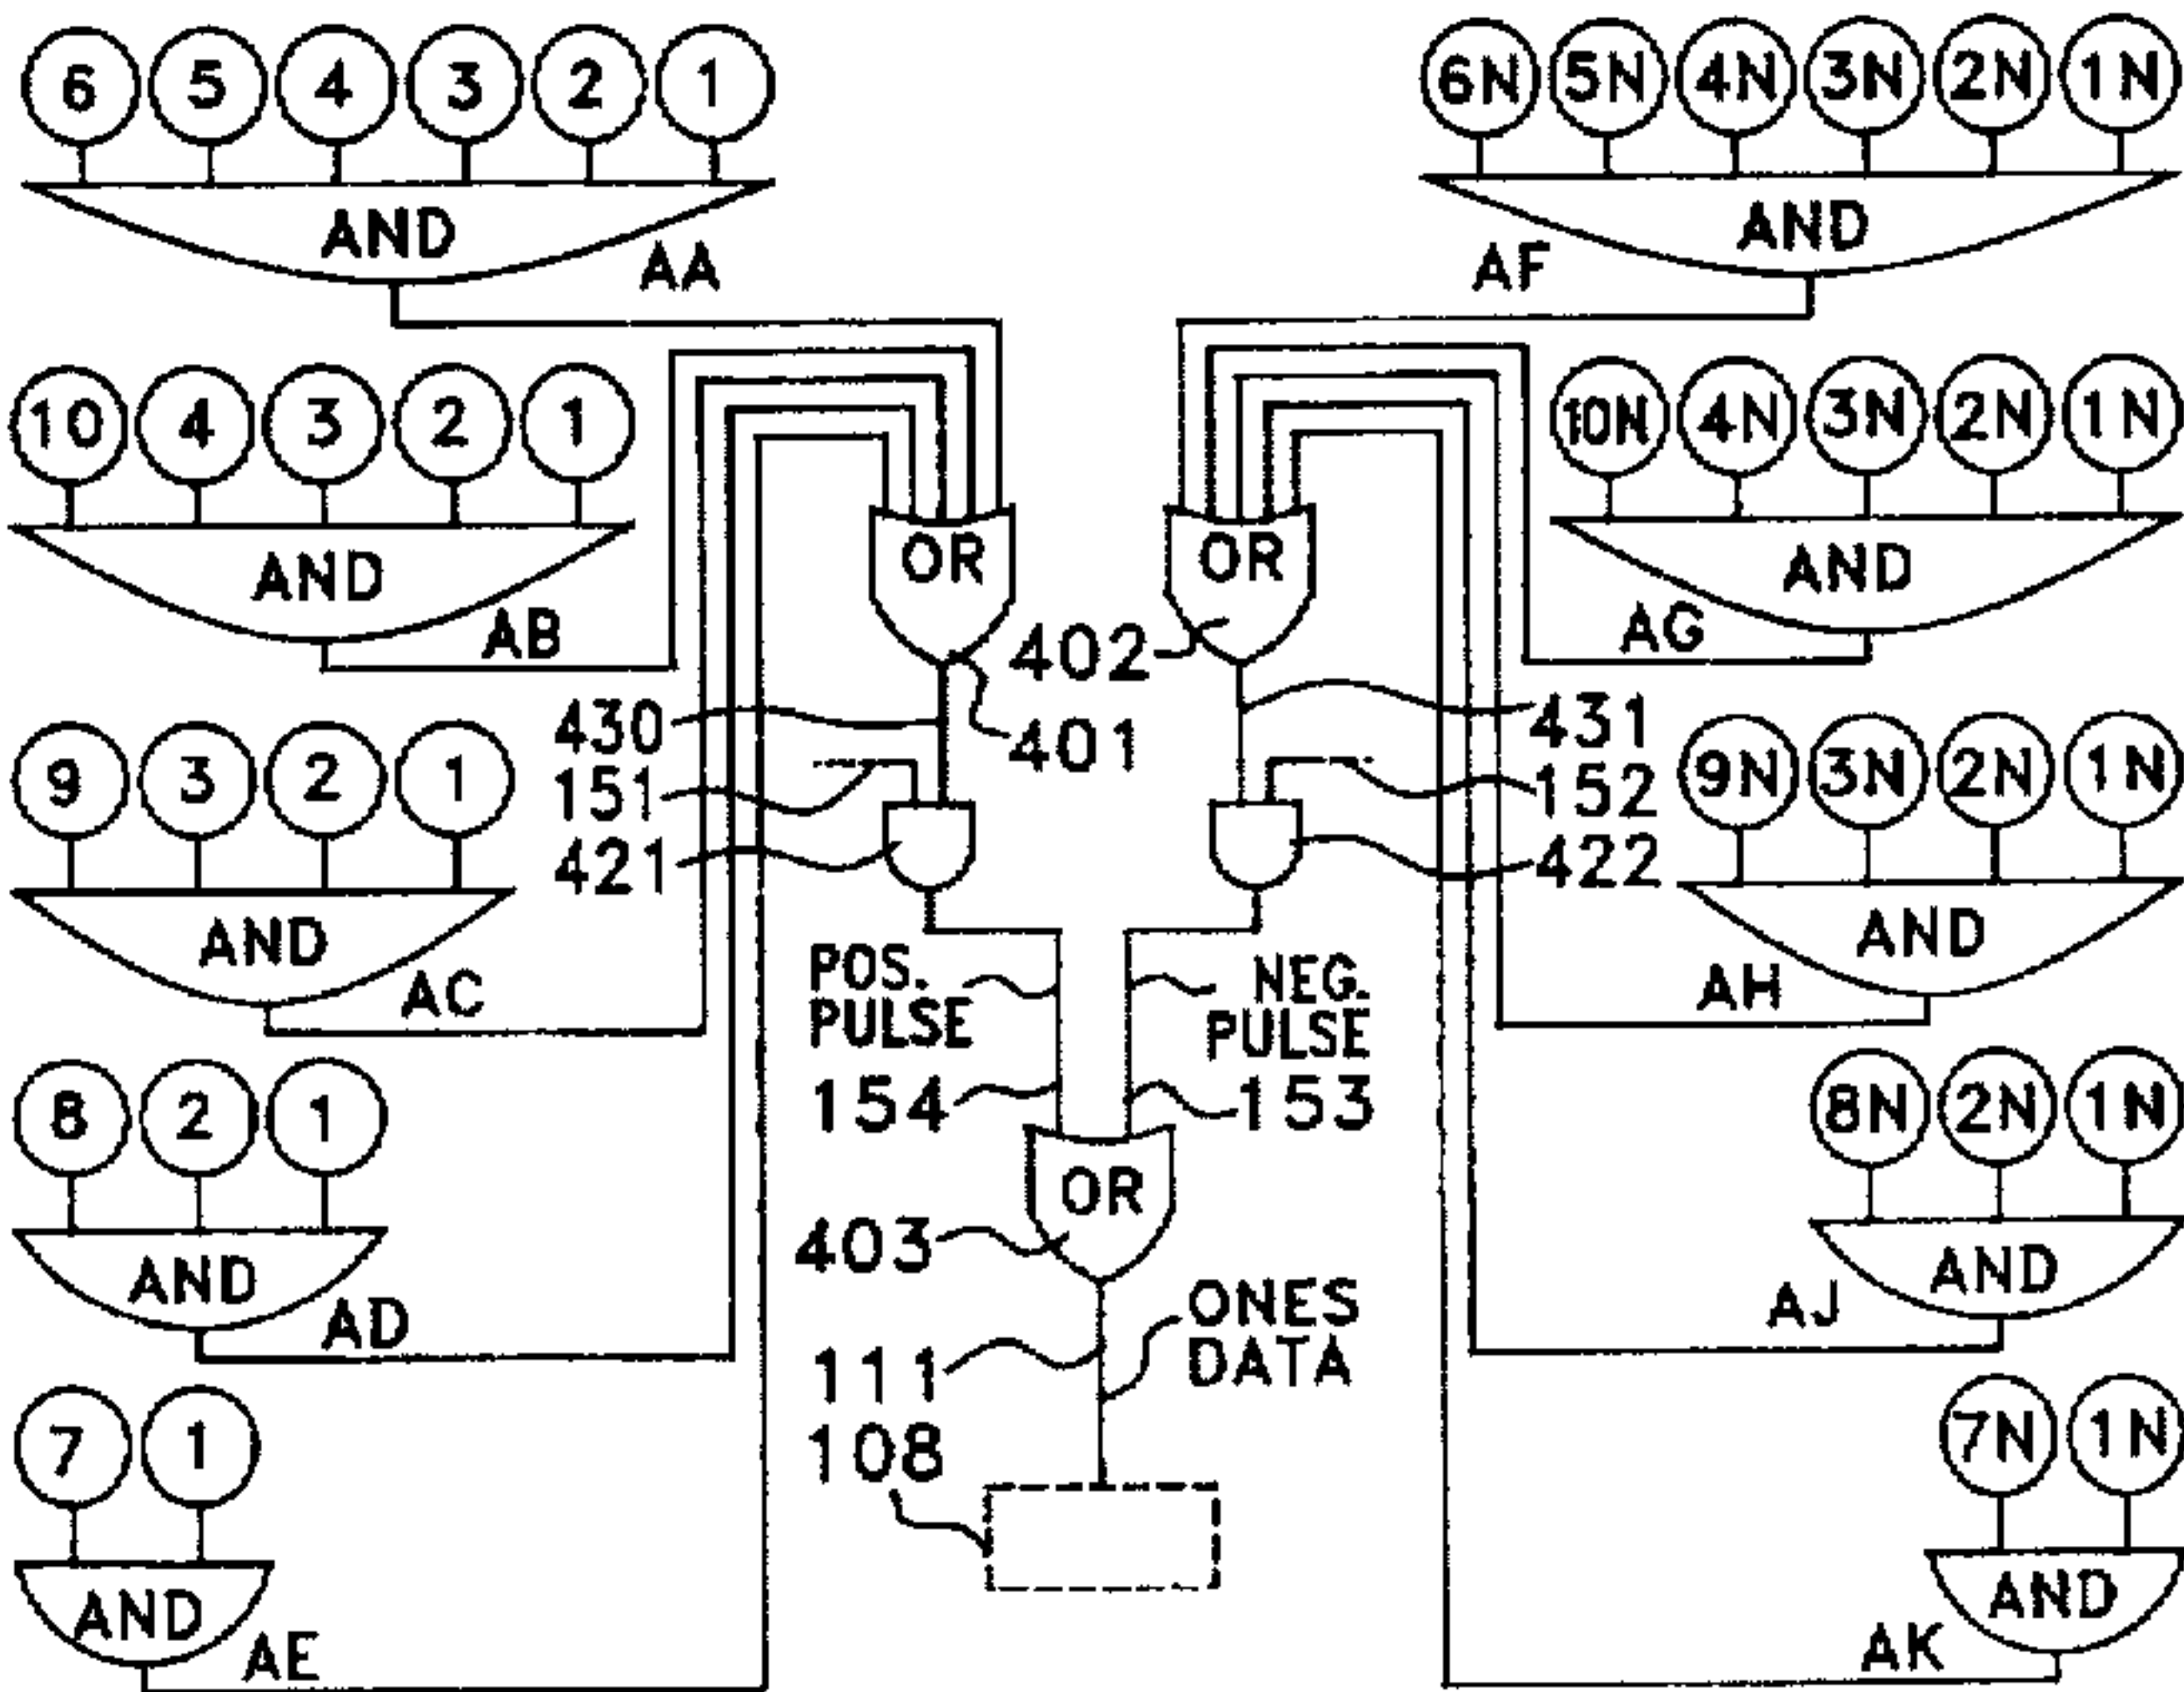 6 5 4 3 2 1
AND
AA
10 4 3 2 1
AND
AB
9 3 2 1
AND
AC
8 2 1
AND
AD
7 1
AND
AE
OR
401
430
151
421
POS.
PULSE
154
OR
402
431
152
422
NEG.
PULSE
153
OR
403
111
ONES
DATA
108
6N 5N 4N 3N 2N 1N
AND
AF
10N 4N 3N 2N 1N
AND
AG
9N 3N 2N 1N
AND
AH
8N 2N 1N
AND
AJ
7N 1N
AND
AK